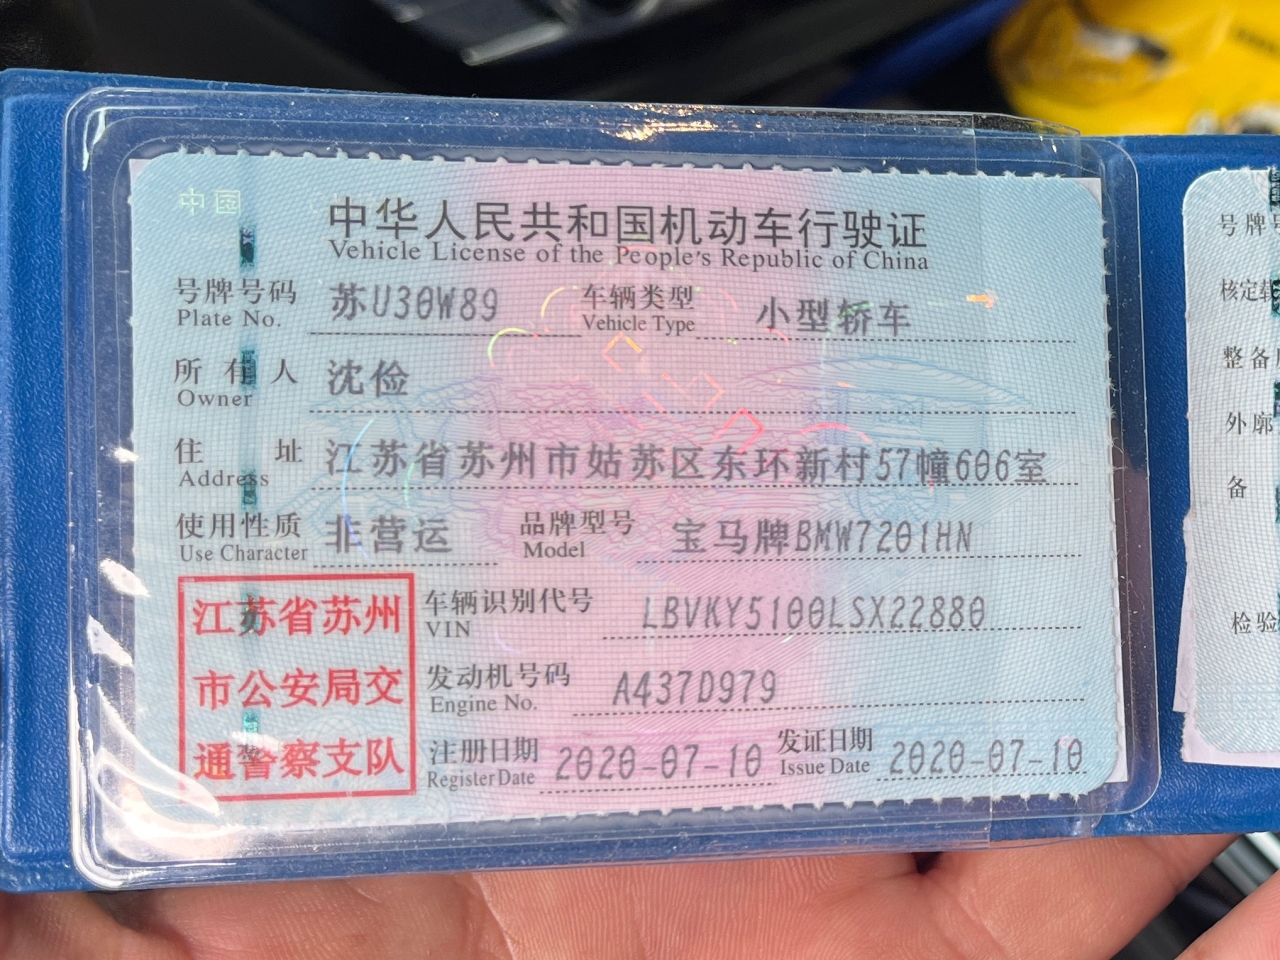 中国
中华人民共和国机动车行驶证
Vehicle License of the People's Republic of China
号牌号码 苏U30W89 车辆类型 小型轿车
Plate No. Vehicle Type
所有人 沈俭
Owner
住址 江苏省苏州市姑苏区东环新村57幢606室
Address
使用性质 非营运 品牌型号 宝马牌BMW7201HN
Use Character Model
江苏省苏州
市公安局交
通警察支队
车辆识别代号 LBVKY5100LSX22880
VIN
发动机号码 A437D979
Engine No.
注册日期 2020-07-10 发证日期 2020-07-10
Register Date Issue Date
号牌
核定载
整备
外廓
备
检验